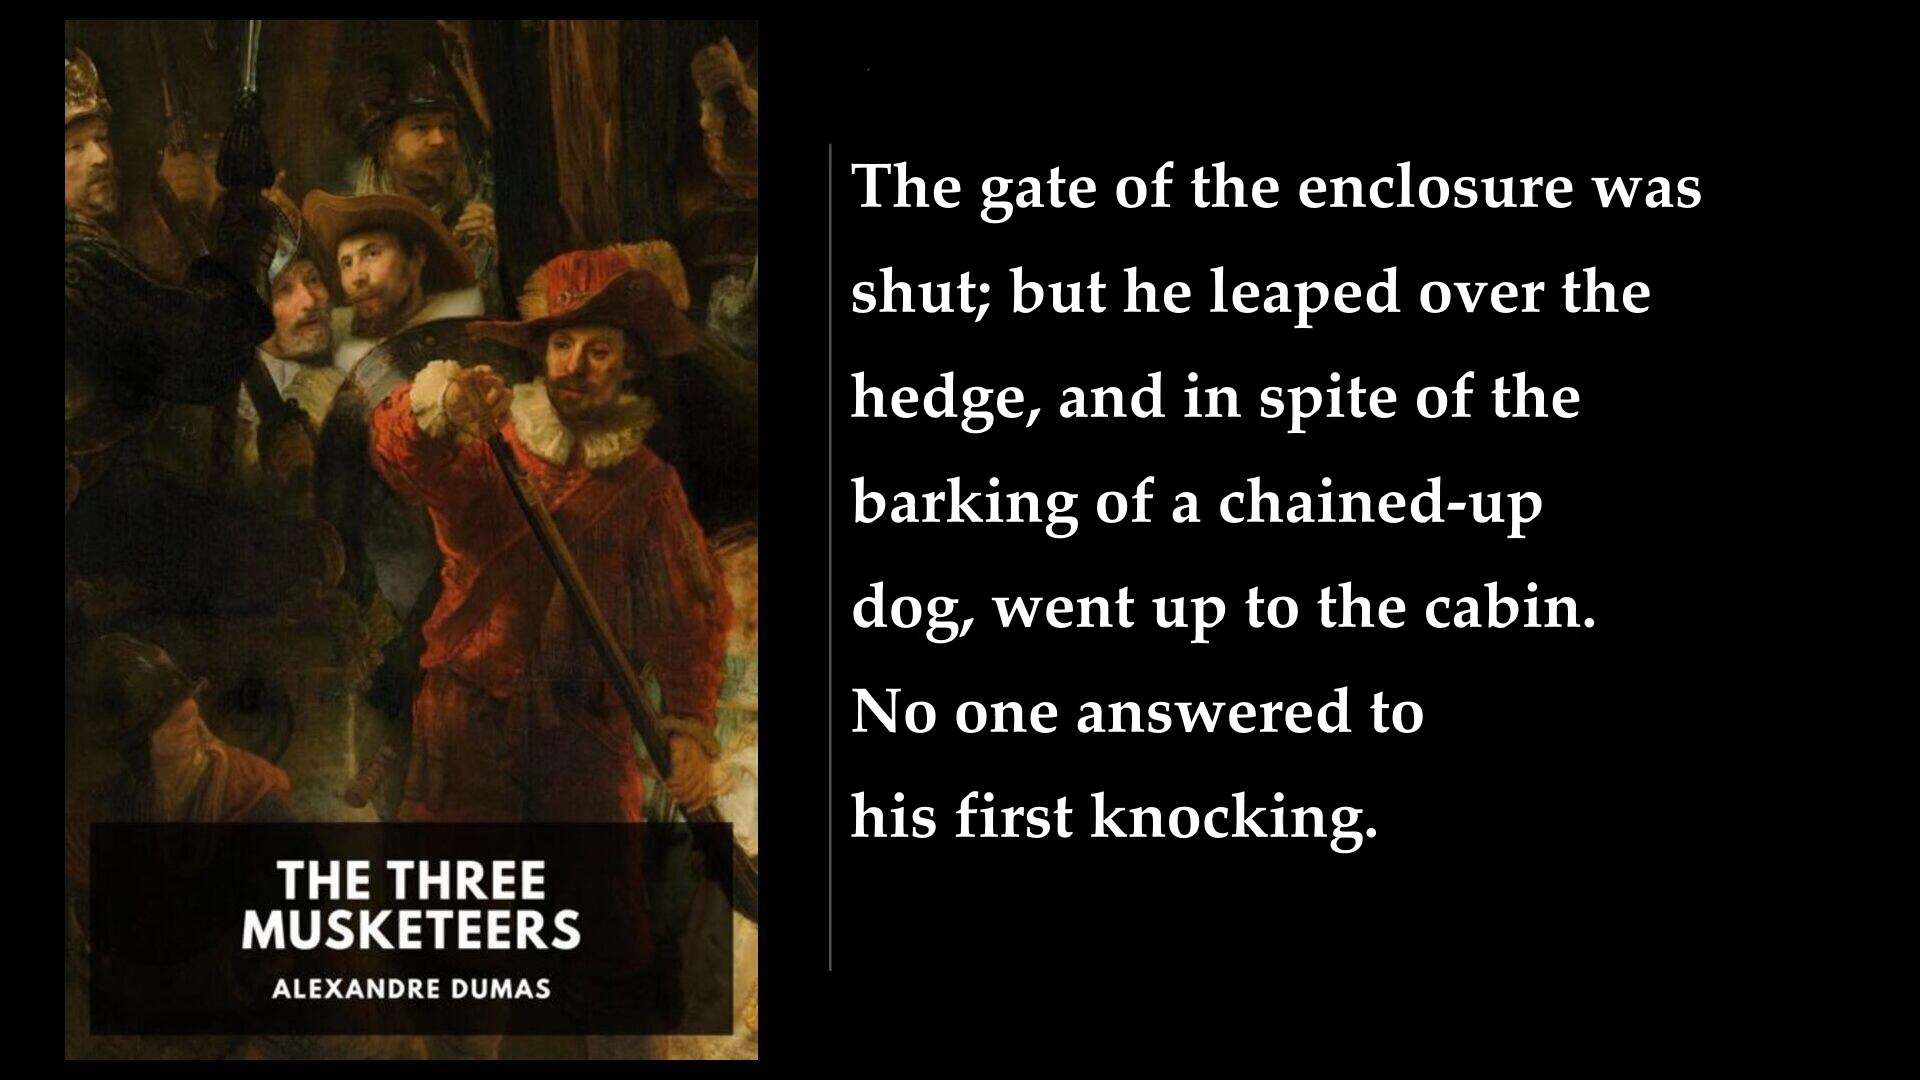 THE THREE
MUSKETEERS
ALEXANDRE DUMAS
The gate of the enclosure was
shut; but he leaped over the
hedge, and in spite of the
barking of a chained-up
dog, went up to the cabin.
No one answered to
his first knocking.